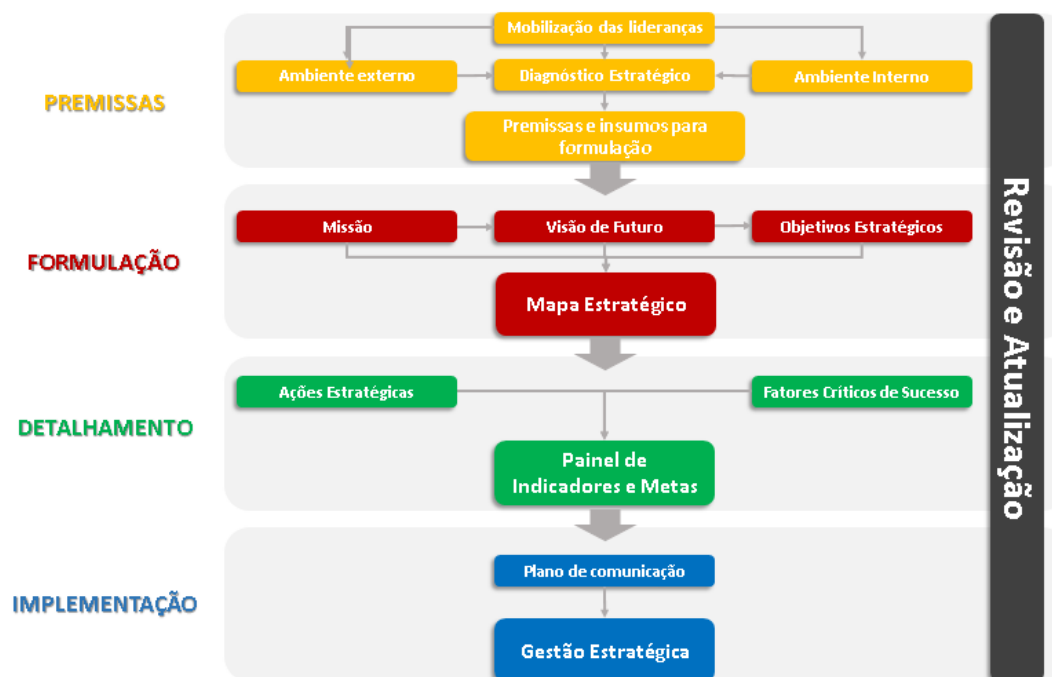 Mobilização das lideranças
Ambiente externo
Diagnóstico Estratégico
Ambiente Interno
PREMISSAS
Premissas e insumos para
formulação
Missão
Visão de Futuro
Objetivos Estratégicos
FORMULAÇÃO
Mapa Estratégico
Ações Estratégicas
Fatores Críticos de Sucesso
DETALHAMENTO
Painel de
Indicadores e Metas
Plano de comunicação
IMPLEMENTAÇÃO
Gestão Estratégica
Revisão e Atualização